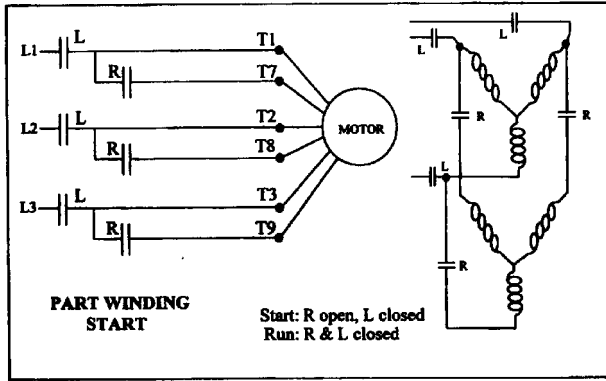 L1
L
T1
R
T7
L2
L
T2
R
T8
L3
L
T3
R
T9
MOTOR
PART WINDING
START
Start: R open, L closed
Run: R & L closed
L
L
R
R
L
R